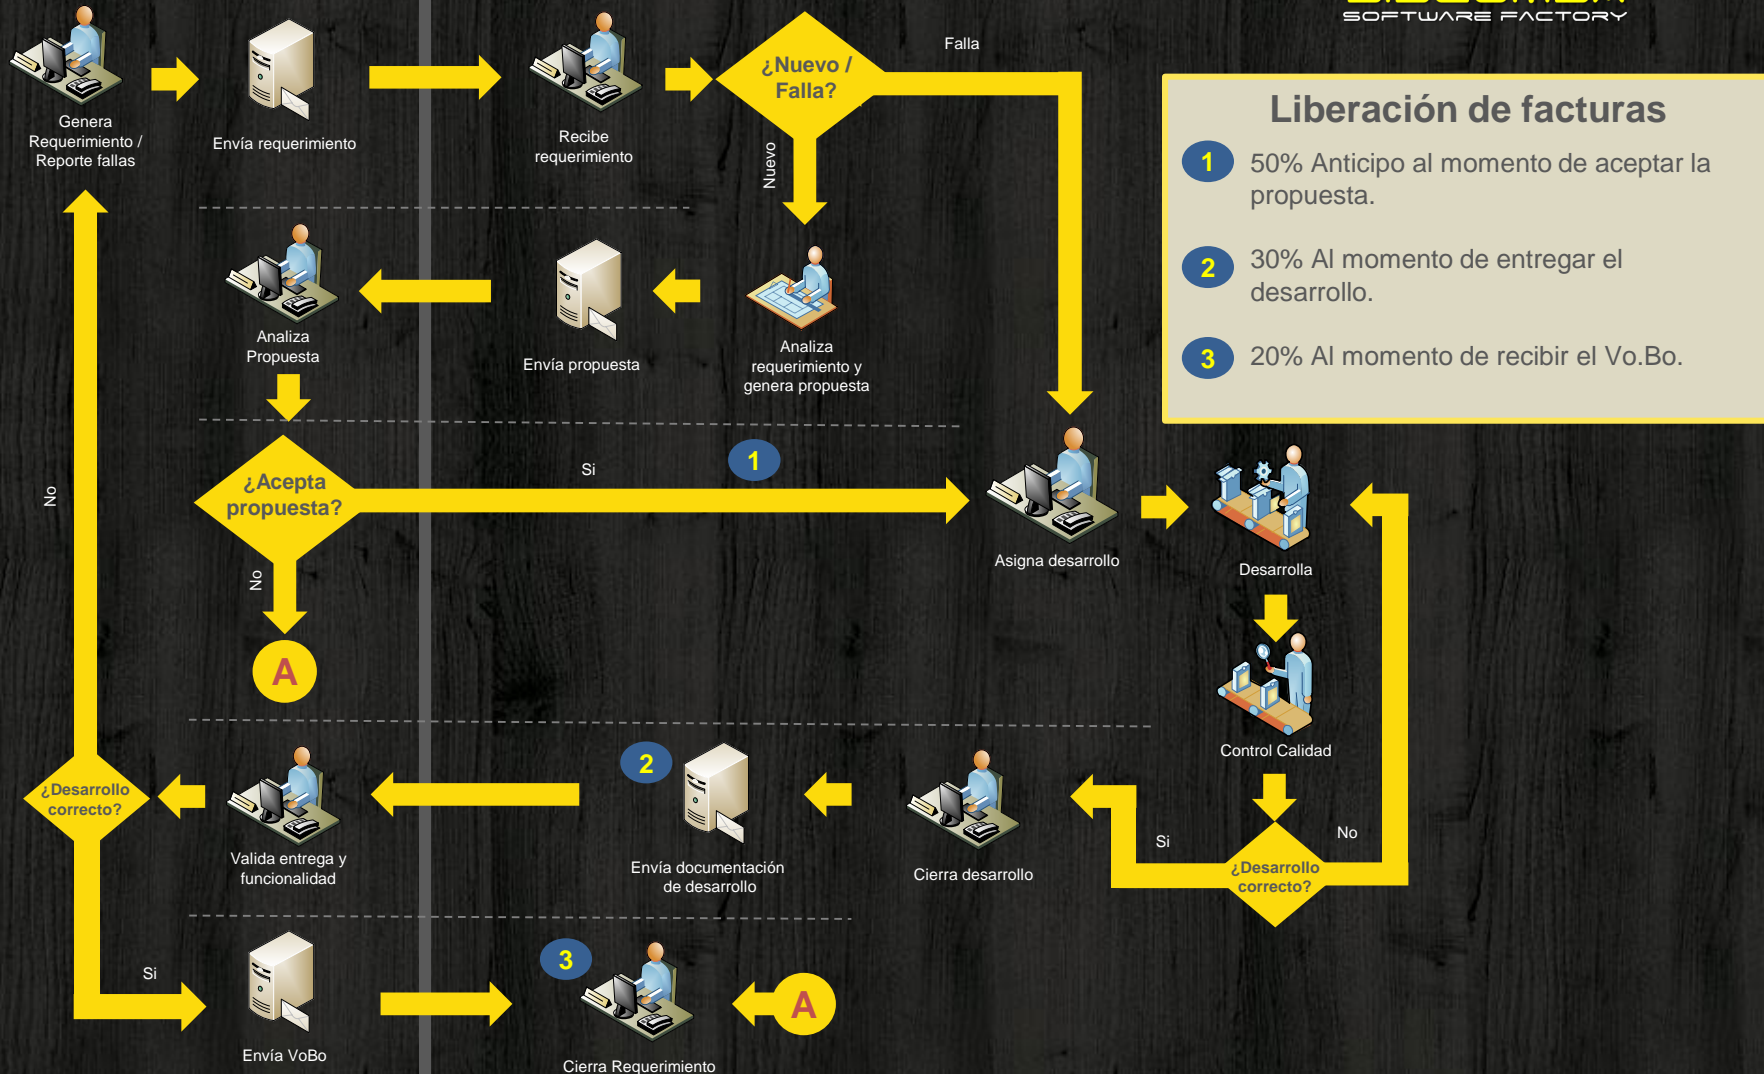 SOFTWARE FACTORY
Falla
¿Nuevo /
Falla?
Genera
Requerimiento /
Reporte fallas
Envía requerimiento
Recibe
requerimiento
Nuevo
Liberación de facturas
1 50% Anticipo al momento de aceptar la
propuesta.
2 30% Al momento de entregar el
desarrollo.
3 20% Al momento de recibir el Vo.Bo.
Analiza
Propuesta
Envía propuesta
Analiza
requerimiento y
genera propuesta
No
¿Acepta
propuesta?
Si
1
No
A
Asigna desarrollo
Desarrolla
Control Calidad
¿Desarrollo
correcto?
Valida entrega y
funcionalidad
2
Envía documentación
de desarrollo
Cierra desarrollo
Si
No
¿Desarrollo
correcto?
Si
Envía VoBo
3
Cierra Requerimiento
A